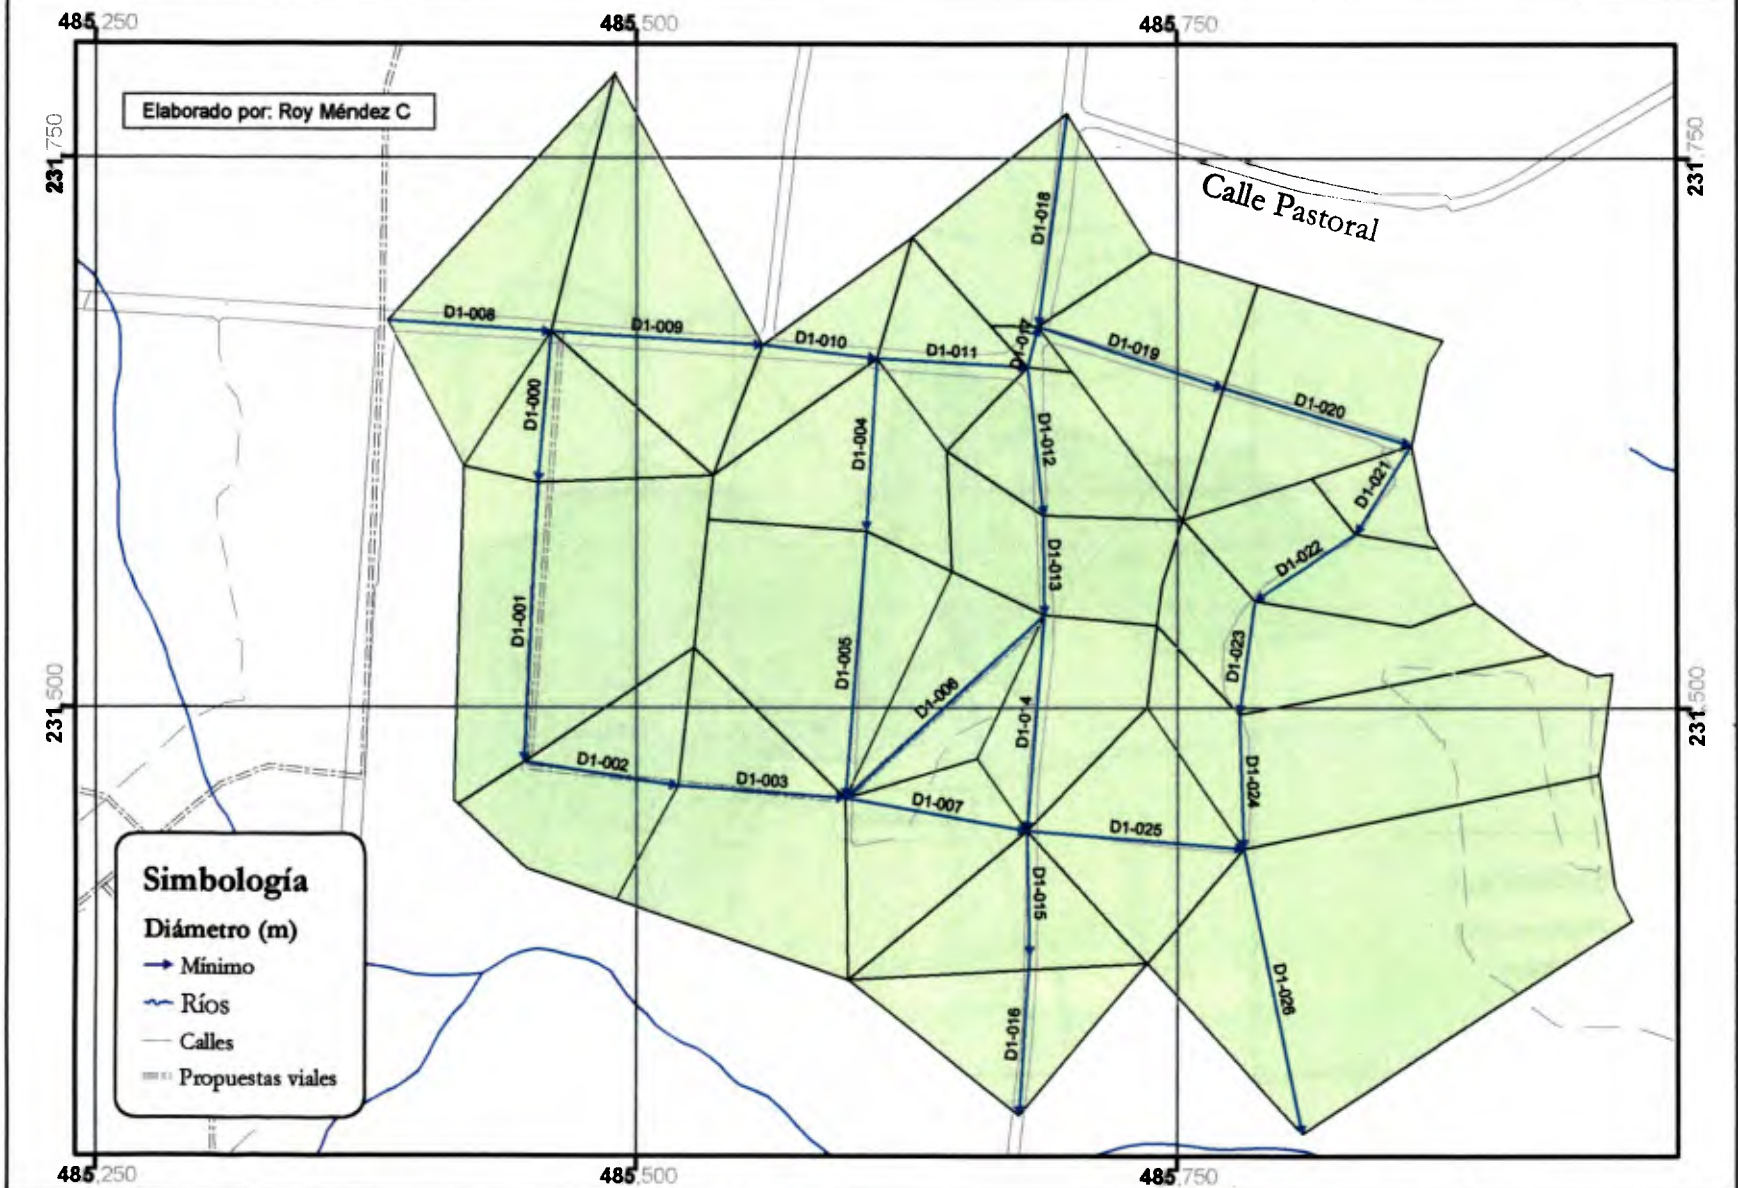 485,250
485,500
485,750
Elaborado por: Roy Méndez C
231,750
231,750
Calle Pastoral
D1-018
D1-008
D1-009
D1-010
D1-011
D1-017
D1-019
D1-020
D1-000
D1-004
D1-012
D1-021
D1-022
D1-013
D1-001
D1-005
D1-006
D1-023
D1-014
231,500
231,500
D1-002
D1-003
D1-007
D1-025
D1-024
D1-015
D1-016
D1-026
Simbología
Diámetro (m)
Mínimo
Ríos
Calles
Propuestas viales
485,250
485,500
485,750